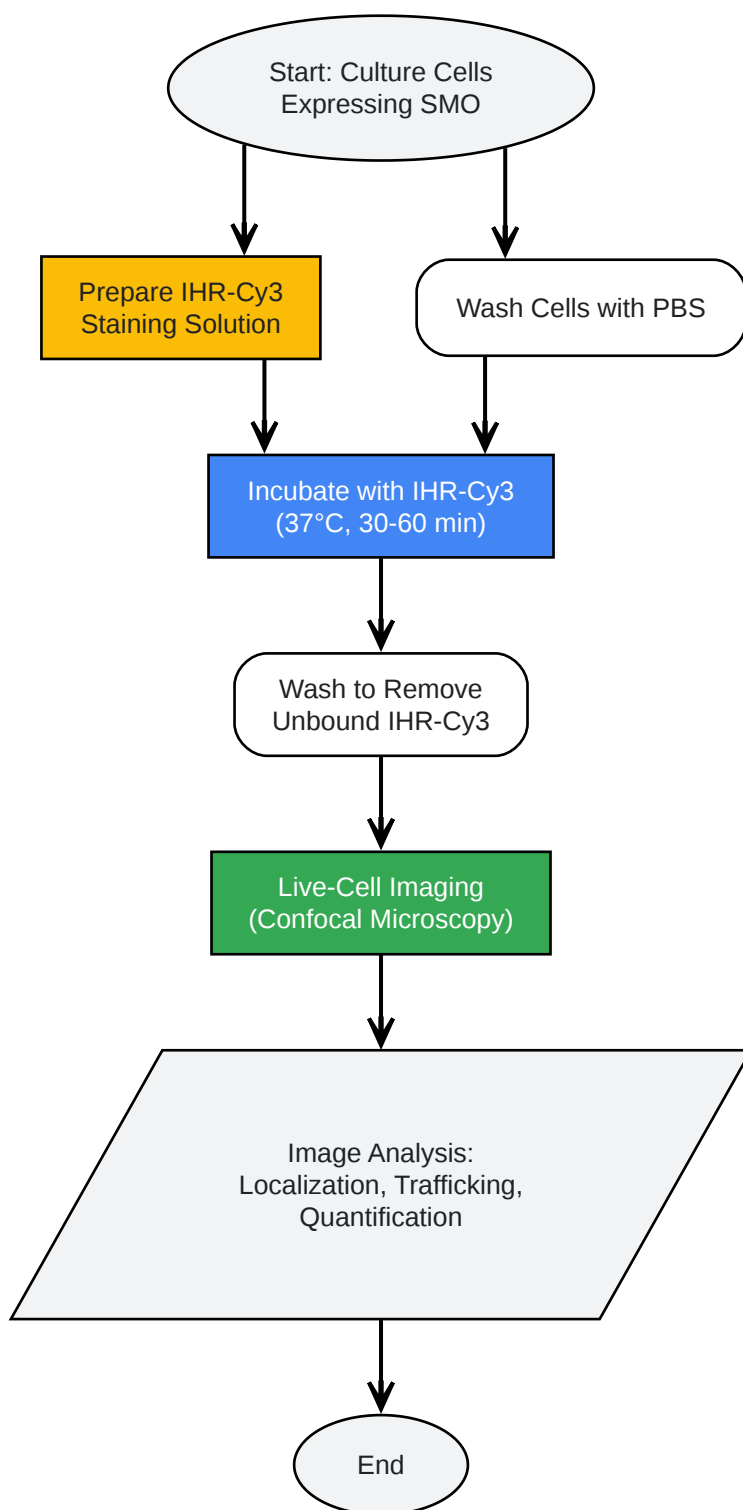 Start: Culture Cells
Expressing SMO
Prepare IHR-Cy3
Staining Solution
Wash Cells with PBS
Incubate with IHR-Cy3
(37°C, 30-60 min)
Wash to Remove
Unbound IHR-Cy3
Live-Cell Imaging
(Confocal Microscopy)
Image Analysis:
Localization, Trafficking,
Quantification
End